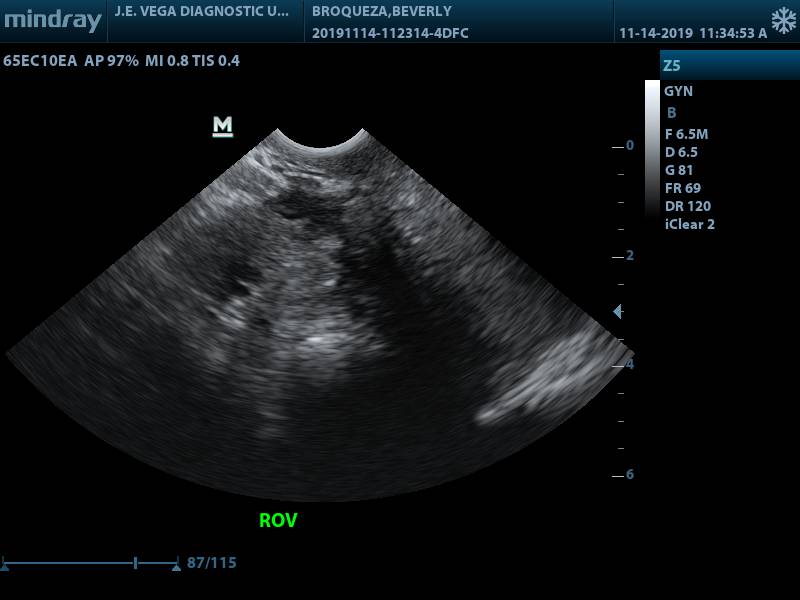 mindray
J.E. VEGA DIAGNOSTIC U...
BROQUEZA,BEVERLY
20191114-112314-4DFC
11-14-2019 11:34:53 A
65EC10EA AP 97% MI 0.8 TIS 0.4
Z5
GYN
B
F 6.5M
D 6.5
G 81
FR 69
DR 120
iClear 2
M
0
2
4
6
ROV
87/115